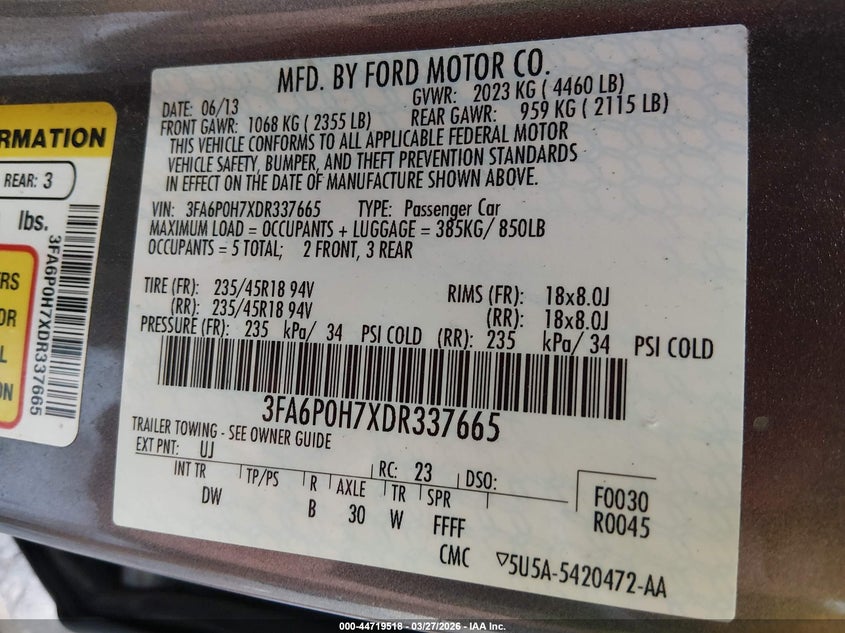 MFD. BY FORD MOTOR CO.
DATE: 06/13 GVWR: 2023 KG ( 4460 LB)
FRONT GAWR: 1068 KG ( 2355 LB) REAR GAWR: 959 KG ( 2115 LB)
THIS VEHICLE CONFORMS TO ALL APPLICABLE FEDERAL MOTOR
VEHICLE SAFETY, BUMPER, AND THEFT PREVENTION STANDARDS
IN EFFECT ON THE DATE OF MANUFACTURE SHOWN ABOVE.
VIN: 3FA6P0H7XDR337665 TYPE: Passenger Car
MAXIMUM LOAD = OCCUPANTS + LUGGAGE = 385KG/ 850LB
OCCUPANTS = 5 TOTAL; 2 FRONT, 3 REAR
TIRE (FR): 235/45R18 94V RIMS (FR): 18x8.0J
(RR): 235/45R18 94V (RR): 18x8.0J
PRESSURE (FR): 235 kPa/ 34 PSI COLD (RR): 235 kPa/ 34 PSI COLD
3FA6P0H7XDR337665
TRAILER TOWING - SEE OWNER GUIDE
EXT PNT: UJ RC: 23 DSO:
INT TR TP/PS R AXLE TR SPR F0030
DW B 30 W FFFF R0045
CMC 5U5A-5420472-AA
RMATION
REAR: 3
lbs.
RS
OR
L
ON
3FA6P0H7XDR337665
000-44719518 - 03/27/2026 - IAA Inc.